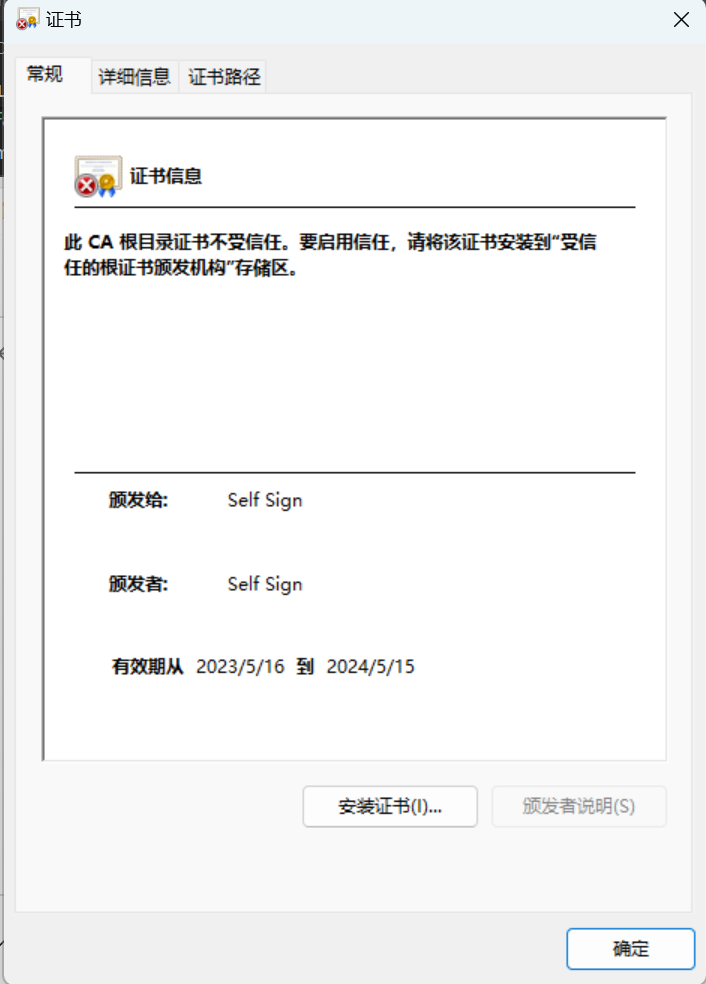 证书
常规
详细信息
证书路径
证书信息
此 CA 根目录证书不受信任。要启用信任，请将该证书安装到“受信
任的根证书颁发机构”存储区。
颁发给: Self Sign
颁发者: Self Sign
有效期从 2023/5/16 到 2024/5/15
安装证书(I)...
颁发者说明(S)
确定